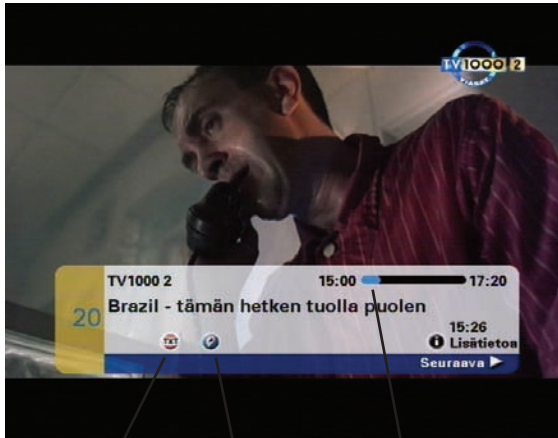 TV1000 2
VIASAT
TV1000 2
15:00
17:20
20
Brazil - tämän hetken tuolla puolen
TXT
15:26
i Lisätietoa
Seuraava